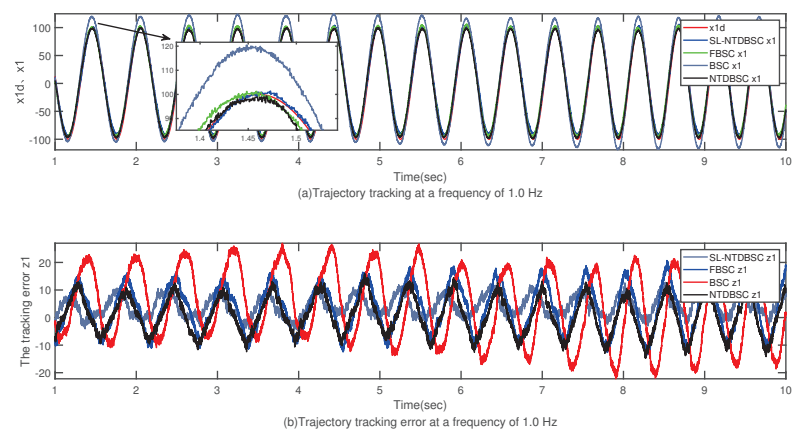 100
50
0
-50
-100
x1d、x1
120
110
100
90
1.4
1.45
1.5
x1d
SL-NTDBSC x1
FBSC x1
BSC x1
NTDBSC x1
1 2 3 4 5 6 7 8 9 10
Time(sec)
(a)Trajectory tracking at a frequency of 1.0 Hz
20
10
0
-10
-20
The tracking error z1
SL-NTDBSC z1
FBSC z1
BSC z1
NTDBSC z1
1 2 3 4 5 6 7 8 9 10
Time(sec)
(b)Trajectory tracking error at a frequency of 1.0 Hz